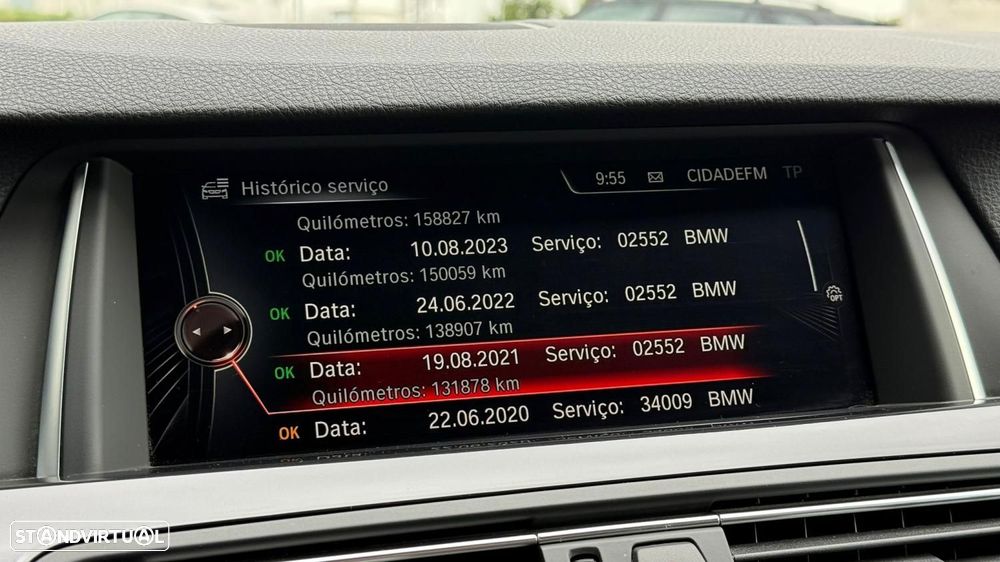 Histórico serviço 9:55 CIDADEFM TP
Quilómetros: 158827 km
OK Data: 10.08.2023 Serviço: 02552 BMW
Quilómetros: 150059 km
OK Data: 24.06.2022 Serviço: 02552 BMW
Quilómetros: 138907 km
OPT
OK Data: 19.08.2021 Serviço: 02552 BMW
Quilómetros: 131878 km
OK Data: 22.06.2020 Serviço: 34009 BMW
STANDVIRTUAL